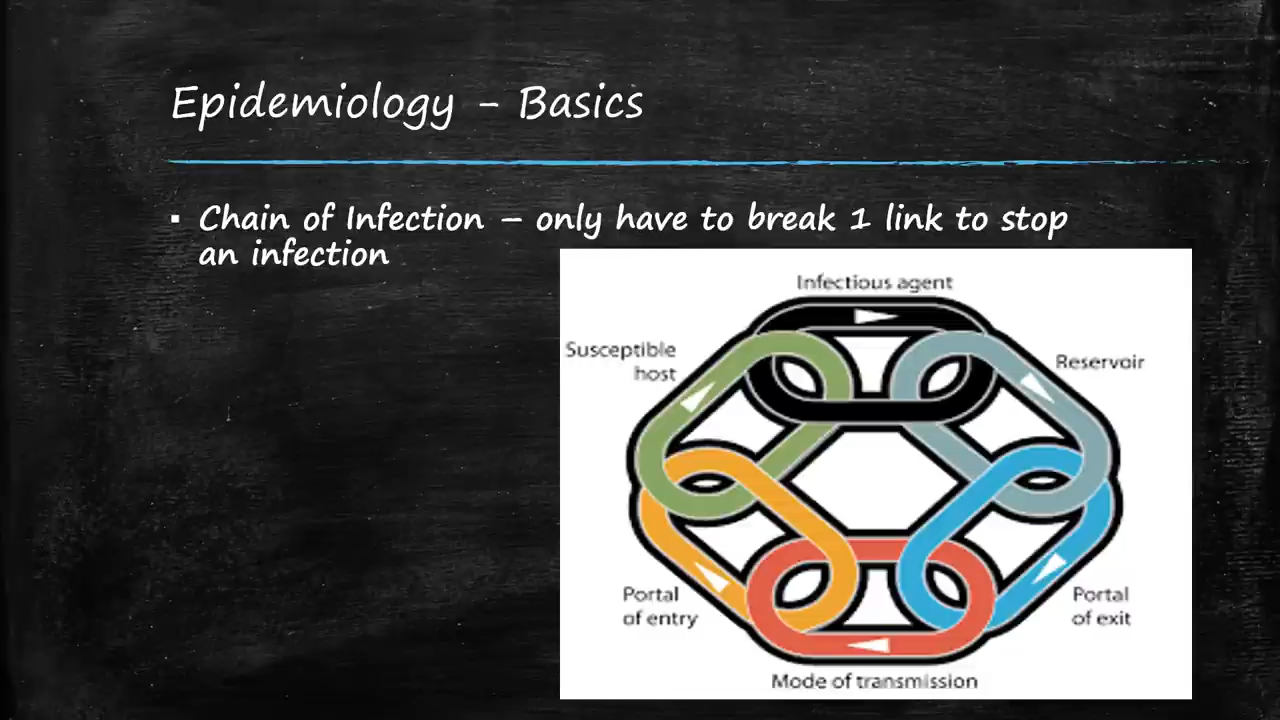 Epidemiology - Basics
▪ Chain of Infection – only have to break 1 link to stop
an infection
Infectious agent
Susceptible
host
Reservoir
Portal
of entry
Portal
of exit
Mode of transmission